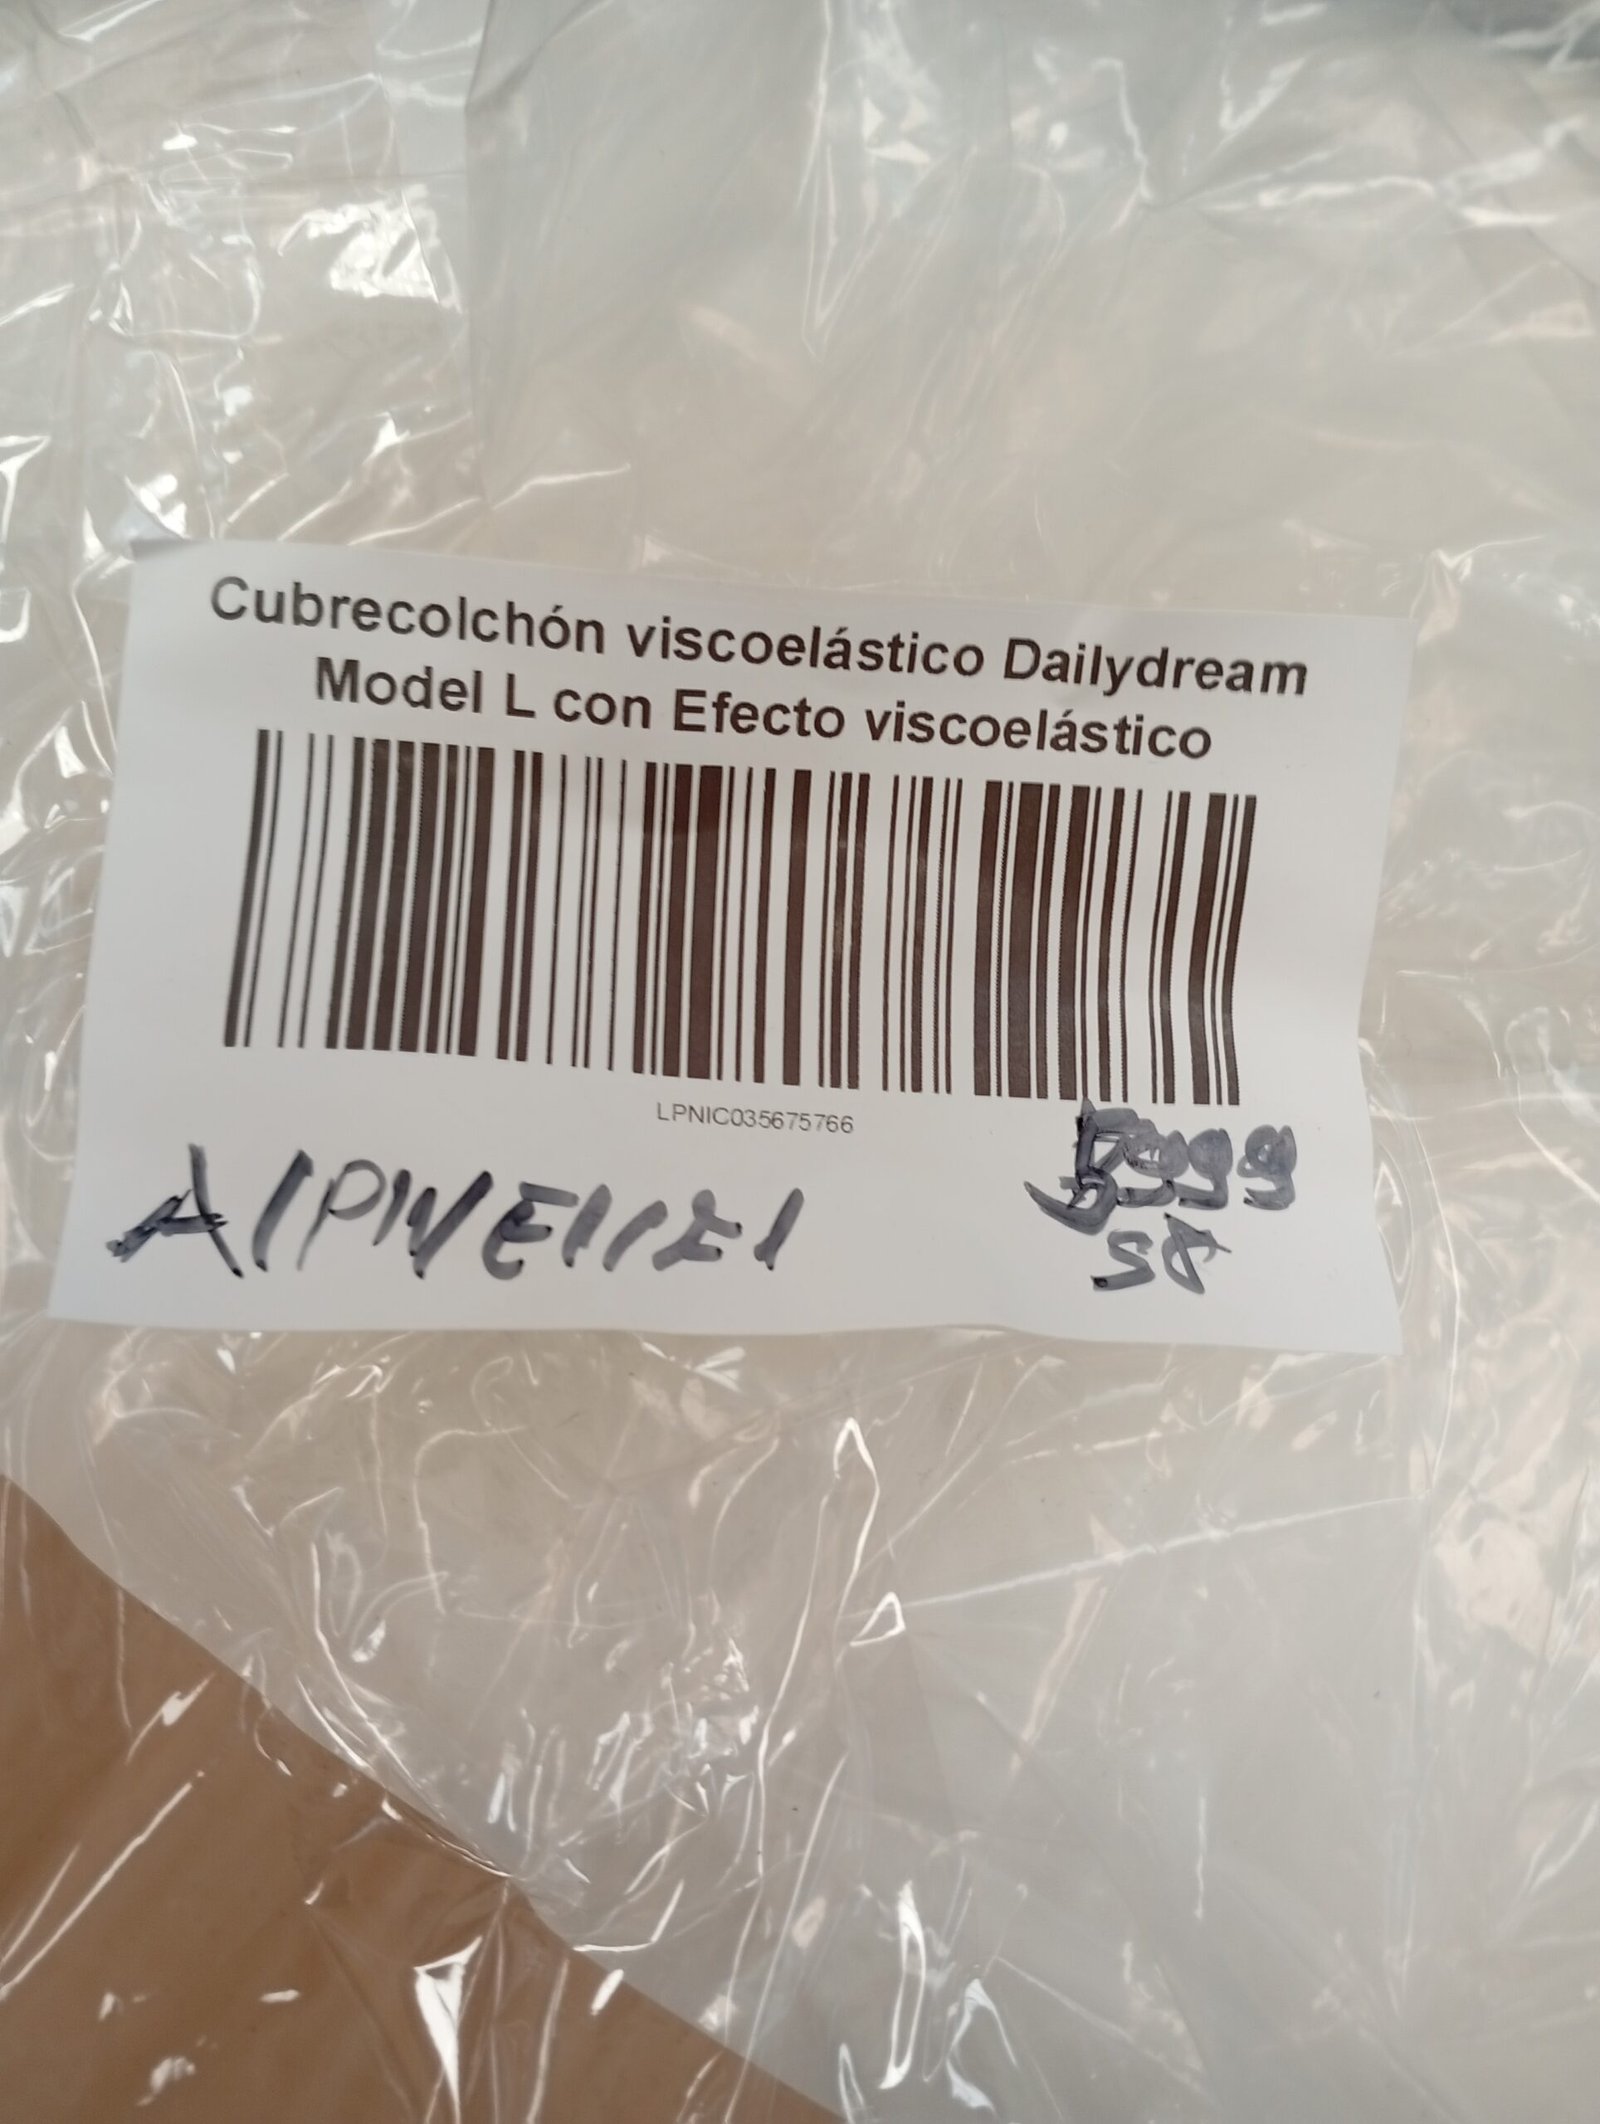 Cubrecolchón viscoelástico Dailydream
Model L con Efecto viscoelástico
LPNIC035675766